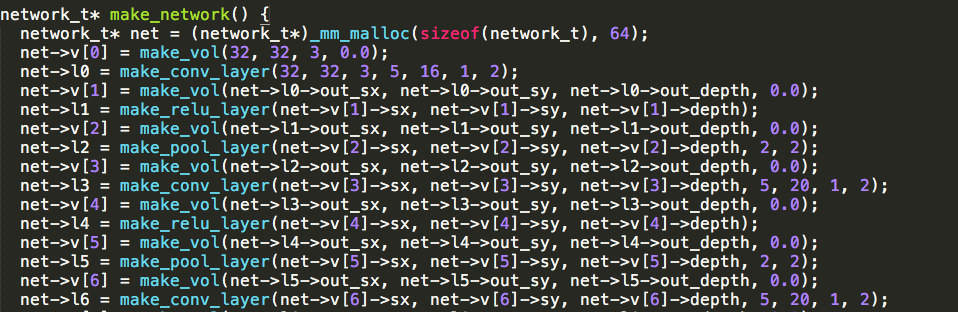 network_t* make_network() {
  network_t* net = (network_t*)_mm_malloc(sizeof(network_t), 64);
  net->v[0] = make_vol(32, 32, 3, 0.0);
  net->l0 = make_conv_layer(32, 32, 3, 5, 16, 1, 2);
  net->v[1] = make_vol(net->l0->out_sx, net->l0->out_sy, net->l0->out_depth, 0.0);
  net->l1 = make_relu_layer(net->v[1]->sx, net->v[1]->sy, net->v[1]->depth);
  net->v[2] = make_vol(net->l1->out_sx, net->l1->out_sy, net->l1->out_depth, 0.0);
  net->l2 = make_pool_layer(net->v[2]->sx, net->v[2]->sy, net->v[2]->depth, 2, 2);
  net->v[3] = make_vol(net->l2->out_sx, net->l2->out_sy, net->l2->out_depth, 0.0);
  net->l3 = make_conv_layer(net->v[3]->sx, net->v[3]->sy, net->v[3]->depth, 5, 20, 1, 2);
  net->v[4] = make_vol(net->l3->out_sx, net->l3->out_sy, net->l3->out_depth, 0.0);
  net->l4 = make_relu_layer(net->v[4]->sx, net->v[4]->sy, net->v[4]->depth);
  net->v[5] = make_vol(net->l4->out_sx, net->l4->out_sy, net->l4->out_depth, 0.0);
  net->l5 = make_pool_layer(net->v[5]->sx, net->v[5]->sy, net->v[5]->depth, 2, 2);
  net->v[6] = make_vol(net->l5->out_sx, net->l5->out_sy, net->l5->out_depth, 0.0);
  net->l6 = make_conv_layer(net->v[6]->sx, net->v[6]->sy, net->v[6]->depth, 5, 20, 1, 2);